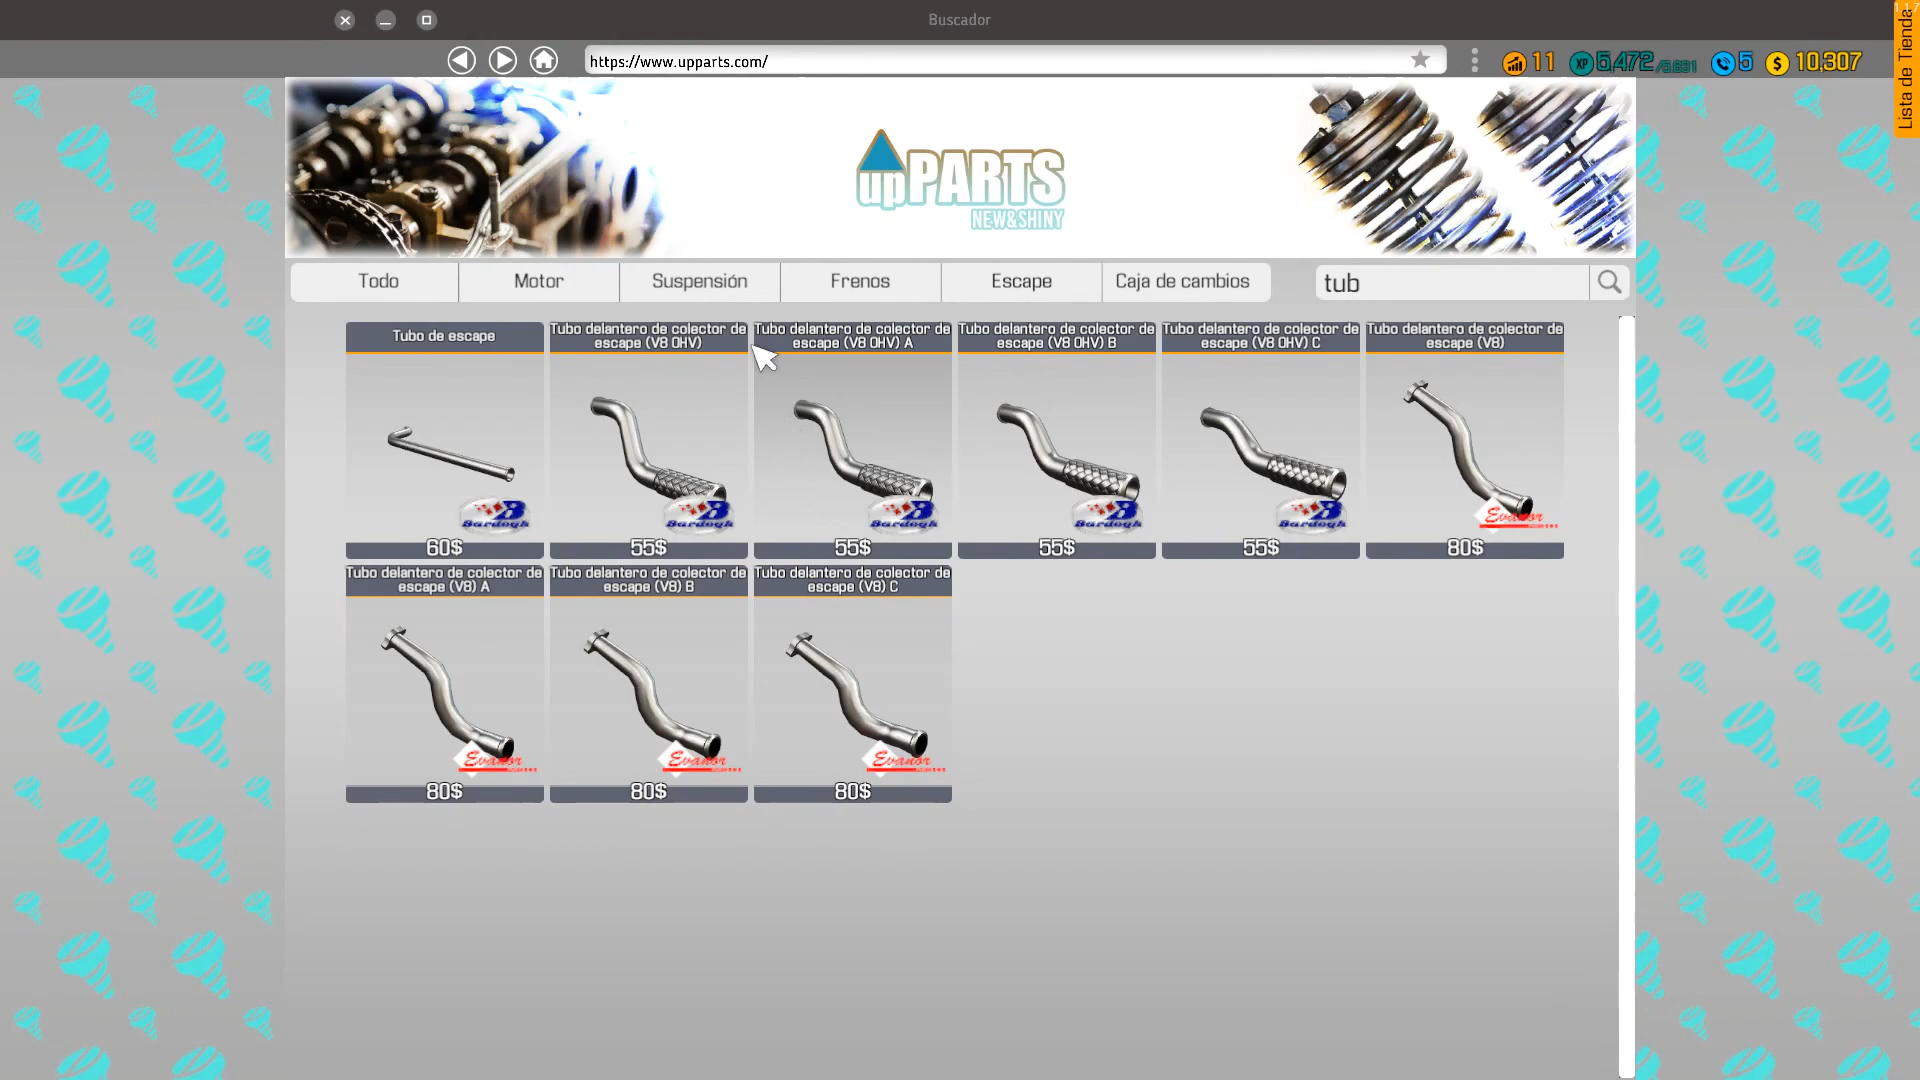 Buscador
https://www.upparts.com/
11
XP
5,472
5
$
10,307
Lista de Tienda
upPARTS
NEW&SHINY
Todo
Motor
Suspensión
Frenos
Escape
Caja de cambios
tub
Tubo de escape
Bardogh
60$
Tubo delantero de colector de
escape (V8 OHV)
Bardogh
55$
Tubo delantero de colector de
escape (V8 OHV) A
Bardogh
55$
Tubo delantero de colector de
escape (V8 OHV) B
Bardogh
55$
Tubo delantero de colector de
escape (V8 OHV) C
Bardogh
55$
Tubo delantero de colector de
escape (V8)
Evanor
80$
Tubo delantero de colector de
escape (V8) A
Evanor
80$
Tubo delantero de colector de
escape (V8) B
Evanor
80$
Tubo delantero de colector de
escape (V8) C
Evanor
80$